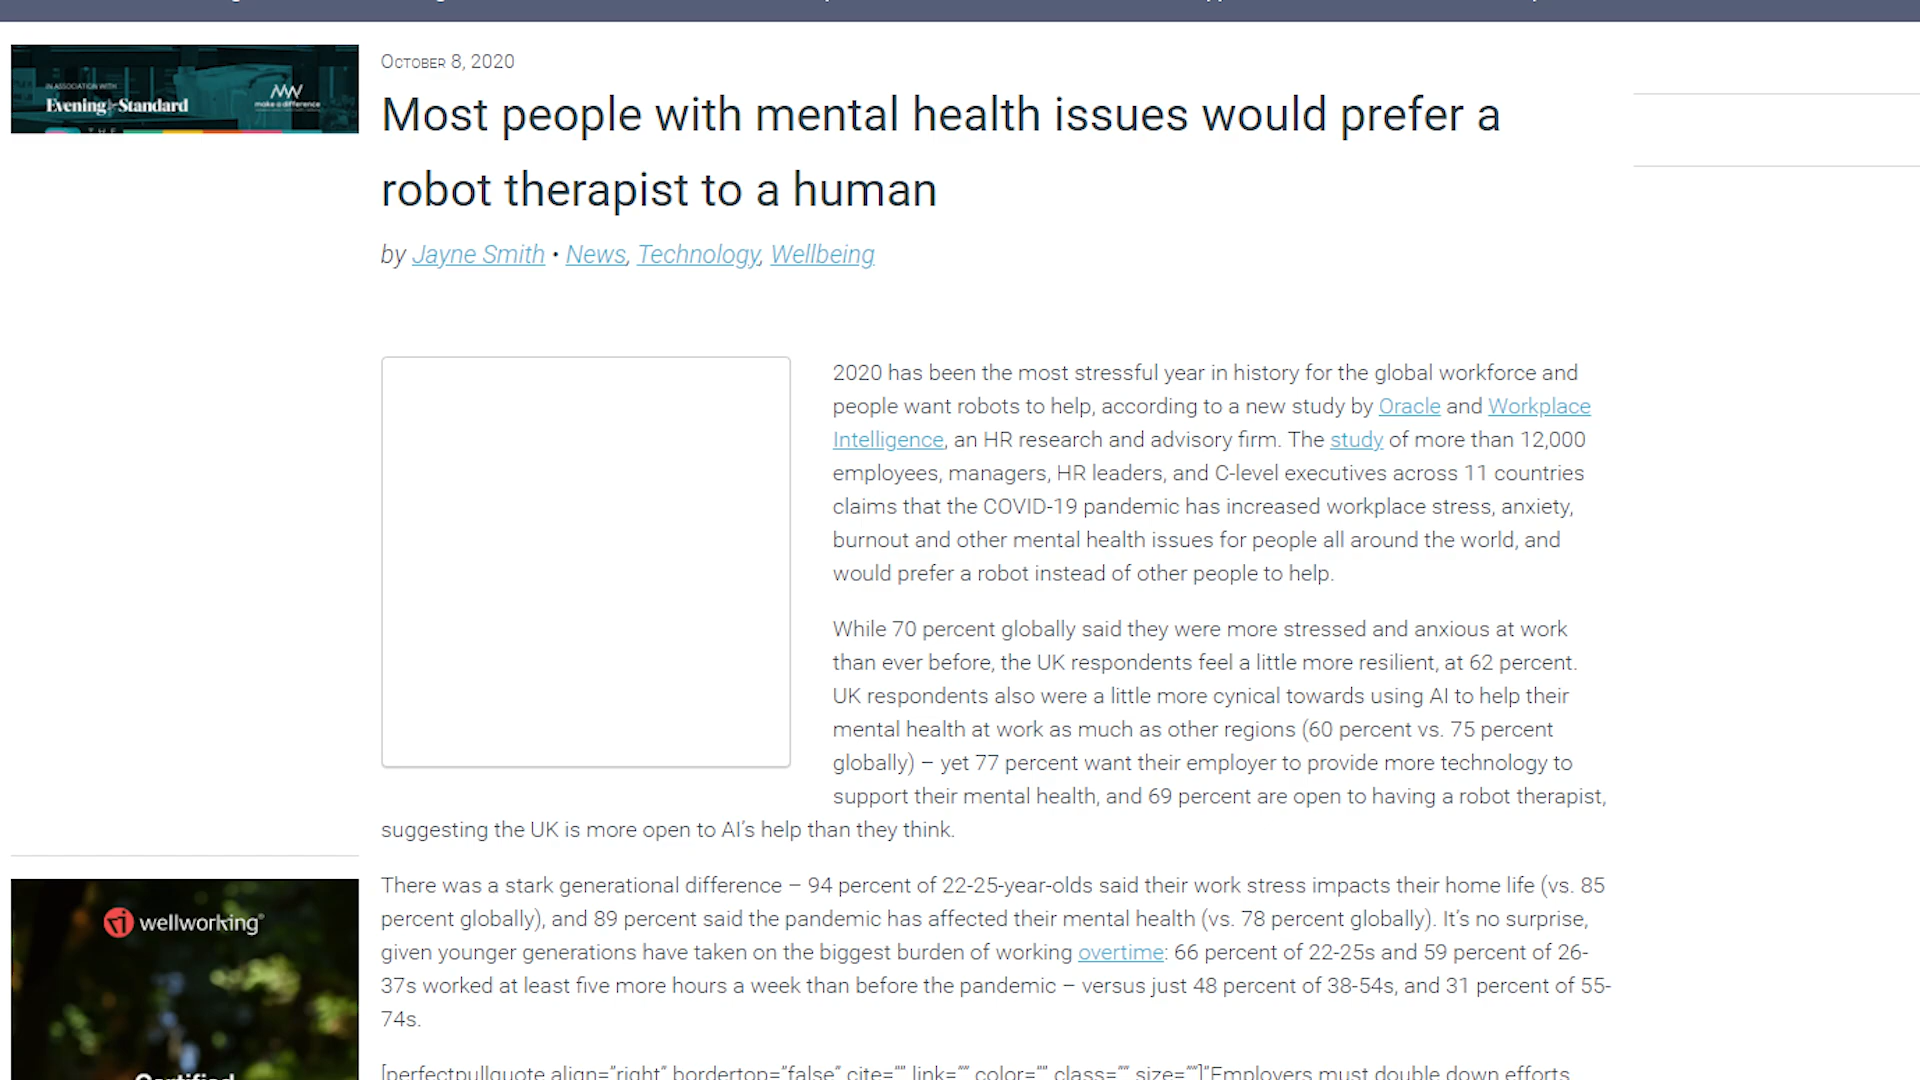 IN ASSOCIATION WITH
Evening Standard
make a difference
THE
October 8, 2020
Most people with mental health issues would prefer a
robot therapist to a human
by Jayne Smith • News, Technology, Wellbeing
2020 has been the most stressful year in history for the global workforce and
people want robots to help, according to a new study by Oracle and Workplace
Intelligence, an HR research and advisory firm. The study of more than 12,000
employees, managers, HR leaders, and C-level executives across 11 countries
claims that the COVID-19 pandemic has increased workplace stress, anxiety,
burnout and other mental health issues for people all around the world, and
would prefer a robot instead of other people to help.
While 70 percent globally said they were more stressed and anxious at work
than ever before, the UK respondents feel a little more resilient, at 62 percent.
UK respondents also were a little more cynical towards using AI to help their
mental health at work as much as other regions (60 percent vs. 75 percent
globally) – yet 77 percent want their employer to provide more technology to
support their mental health, and 69 percent are open to having a robot therapist,
suggesting the UK is more open to AI’s help than they think.
There was a stark generational difference – 94 percent of 22-25-year-olds said their work stress impacts their home life (vs. 85
percent globally), and 89 percent said the pandemic has affected their mental health (vs. 78 percent globally). It’s no surprise,
given younger generations have taken on the biggest burden of working overtime: 66 percent of 22-25s and 59 percent of 26-
37s worked at least five more hours a week than before the pandemic – versus just 48 percent of 38-54s, and 31 percent of 55-
74s.
wellworking®
Certified
[perfectpullquote align=”right” bordertop=”false” cite=”” link=”” color=”” class=”” size=””]”Employers must double down efforts